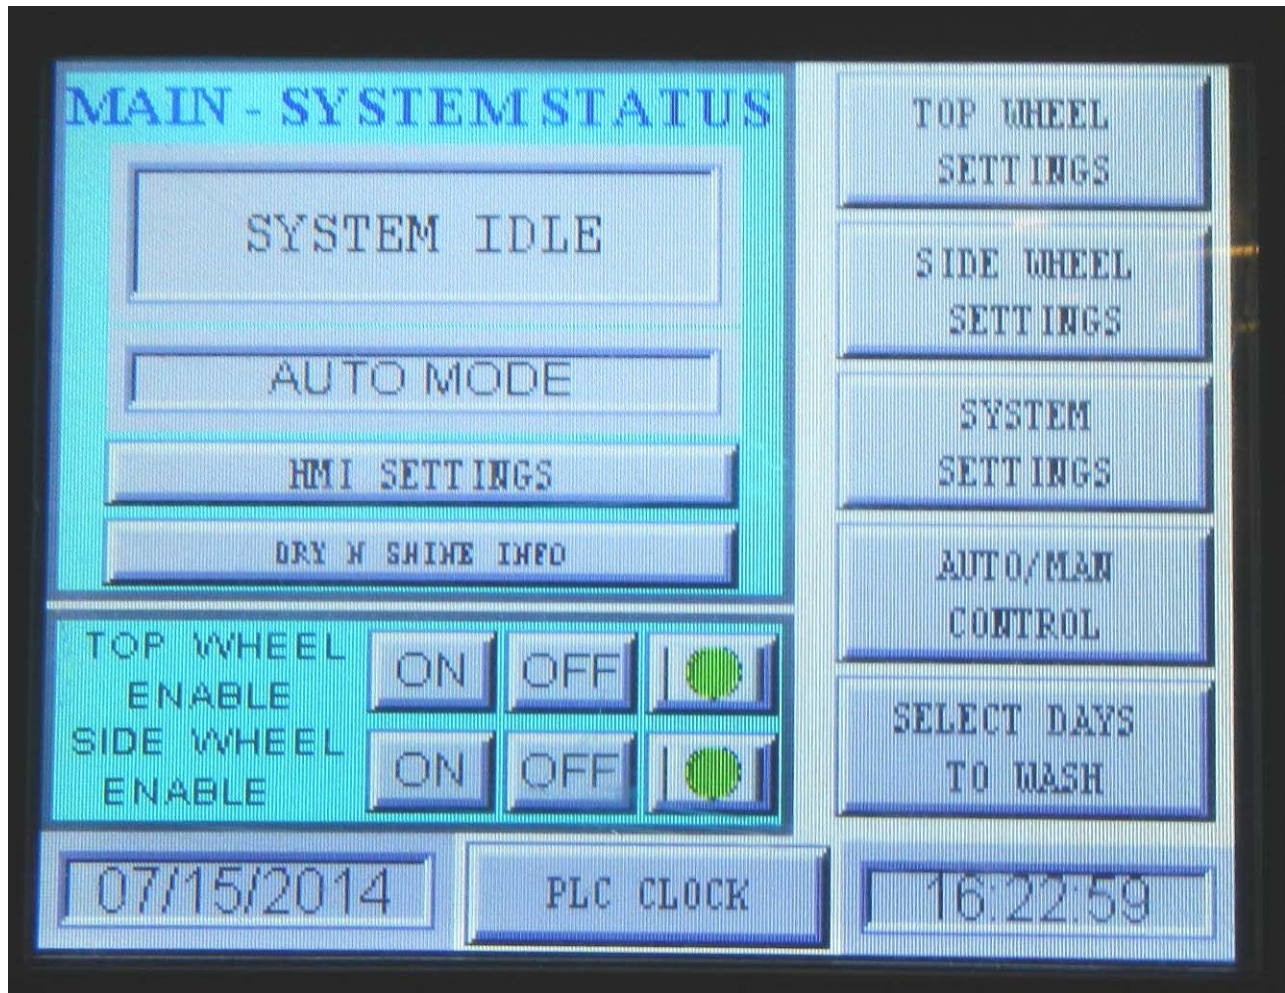 MAIN - SYSTEM STATUS
SYSTEM IDLE
AUTO MODE
HMI SETTINGS
DRY N SHINE INFO
TOP WHEEL
ENABLE
ON OFF
SIDE WHEEL
ENABLE
ON OFF
TOP WHEEL
SETTINGS
SIDE WHEEL
SETTINGS
SYSTEM
SETTINGS
AUTO/MAN
CONTROL
SELECT DAYS
TO WASH
07/15/2014
PLC CLOCK
16:22:59